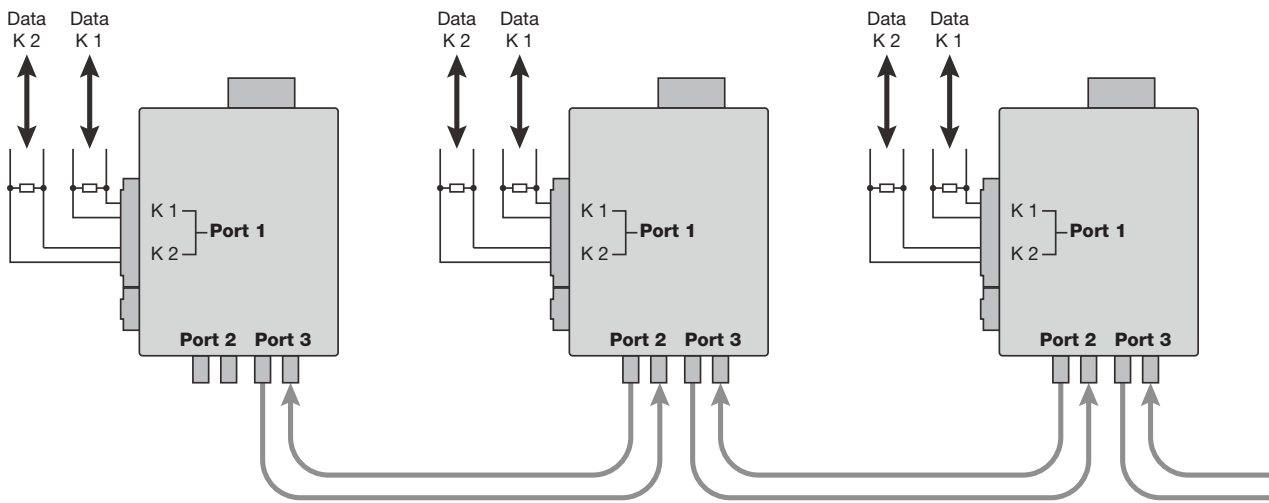 Data Data
K 2 K 1
Data Data
K 2 K 1
Data Data
K 2 K 1
K 1
Port 1
K 2
K 1
Port 1
K 2
K 1
Port 1
K 2
Port 2 Port 3
Port 2 Port 3
Port 2 Port 3